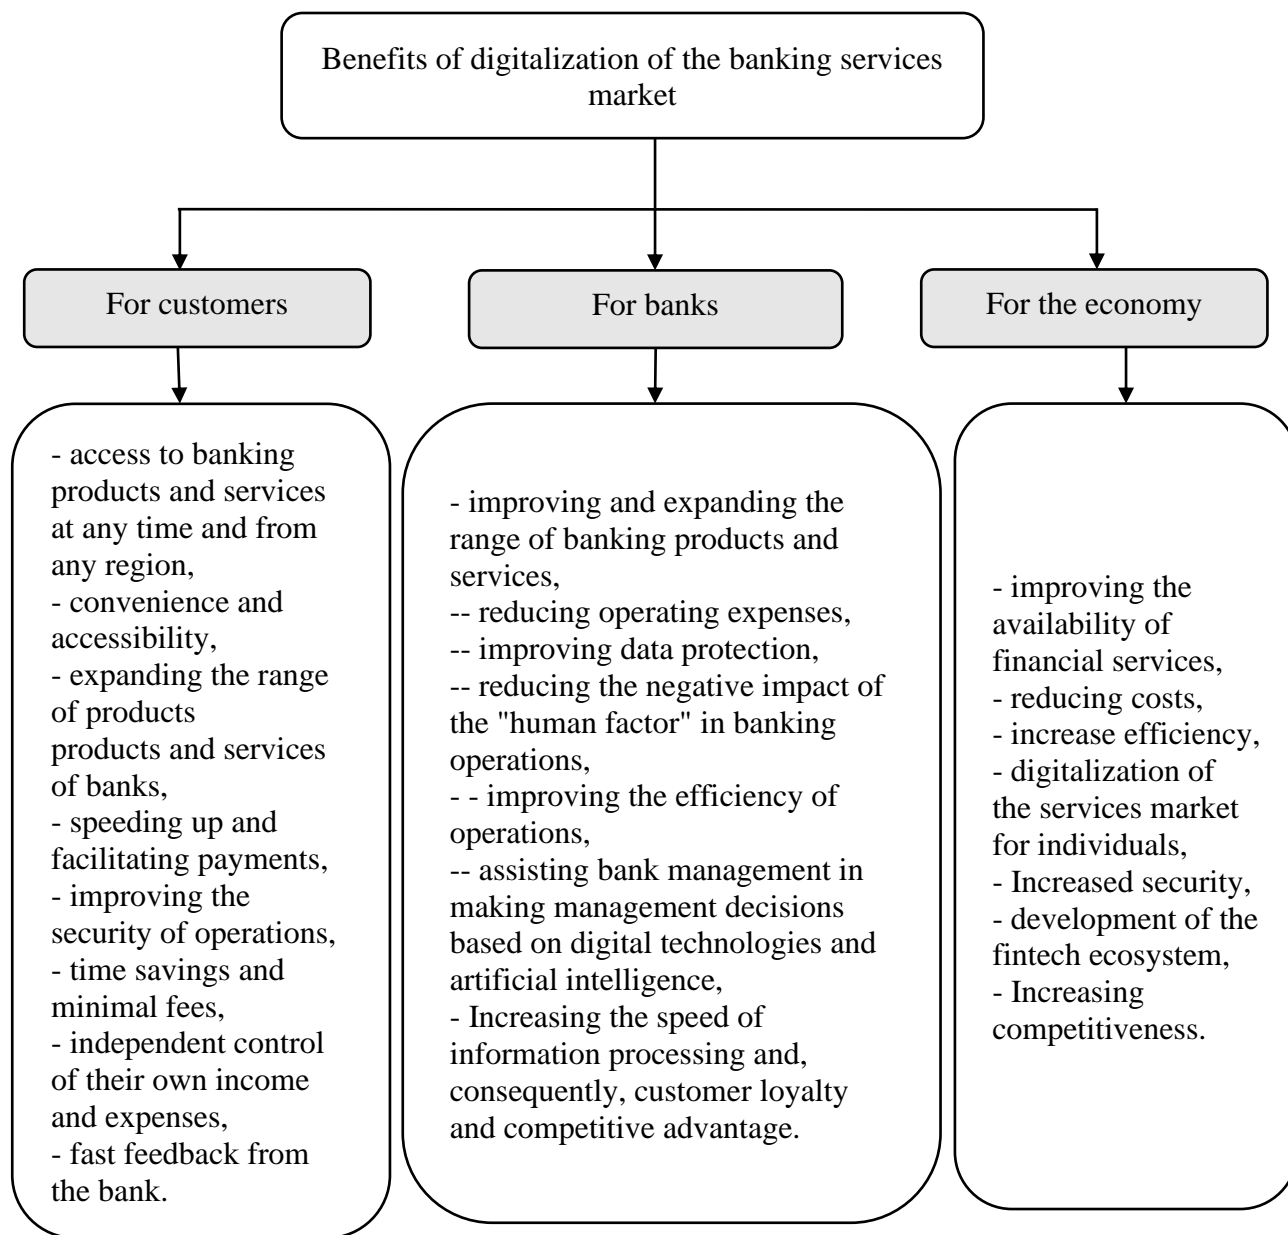 Benefits of digitalization of the banking services
market
For customers
For banks
For the economy
- access to banking
products and services
at any time and from
any region,
- convenience and
accessibility,
- expanding the range
of products
products and services
of banks,
- speeding up and
facilitating payments,
- improving the
security of operations,
- time savings and
minimal fees,
- independent control
of their own income
and expenses,
- fast feedback from
the bank.
- improving and expanding the
range of banking products and
services,
-- reducing operating expenses,
-- improving data protection,
-- reducing the negative impact of
the "human factor" in banking
operations,
- - improving the efficiency of
operations,
-- assisting bank management in
making management decisions
based on digital technologies and
artificial intelligence,
- Increasing the speed of
information processing and,
consequently, customer loyalty
and competitive advantage.
- improving the
availability of
financial services,
- reducing costs,
- increase efficiency,
- digitalization of
the services market
for individuals,
- Increased security,
- development of the
fintech ecosystem,
- Increasing
competitiveness.